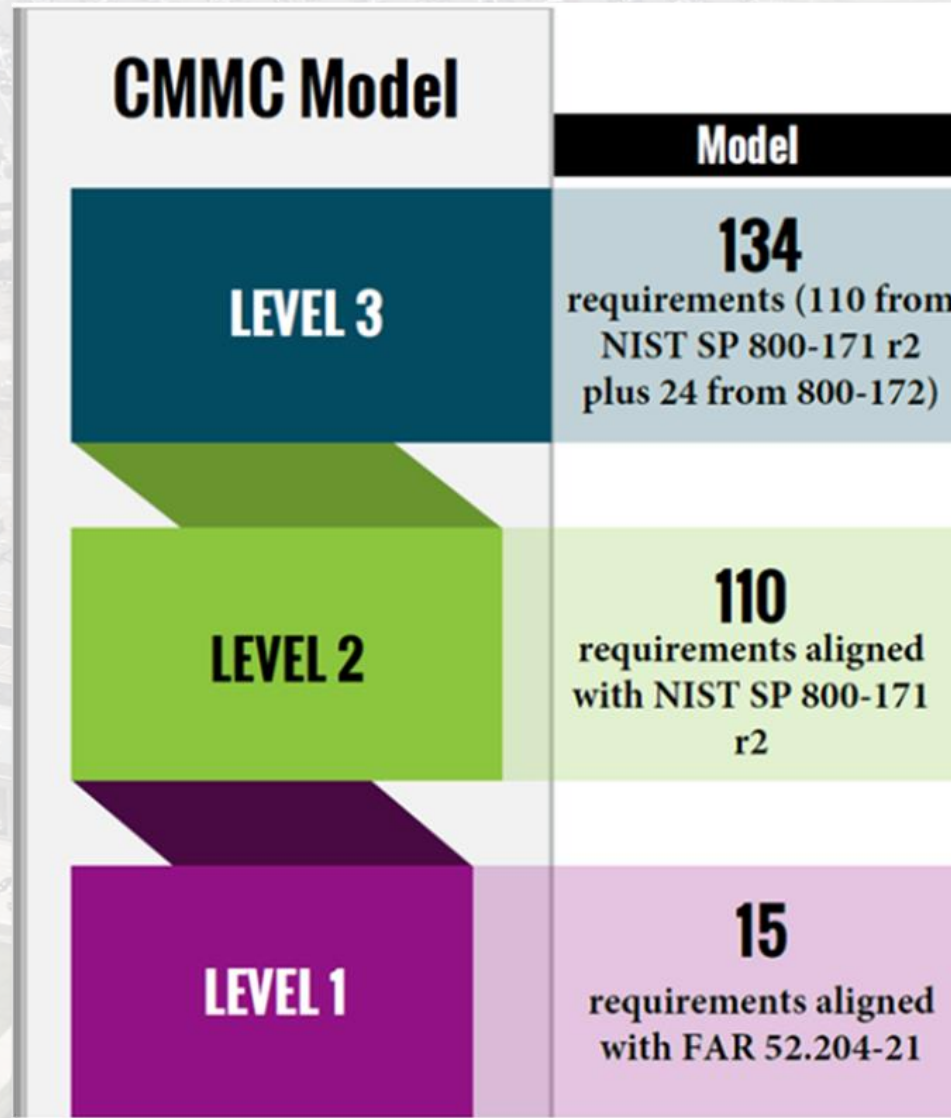 CMMC Model
Model
LEVEL 3
134
requirements (110 from
NIST SP 800-171 r2
plus 24 from 800-172)
LEVEL 2
110
requirements aligned
with NIST SP 800-171
r2
LEVEL 1
15
requirements aligned
with FAR 52.204-21